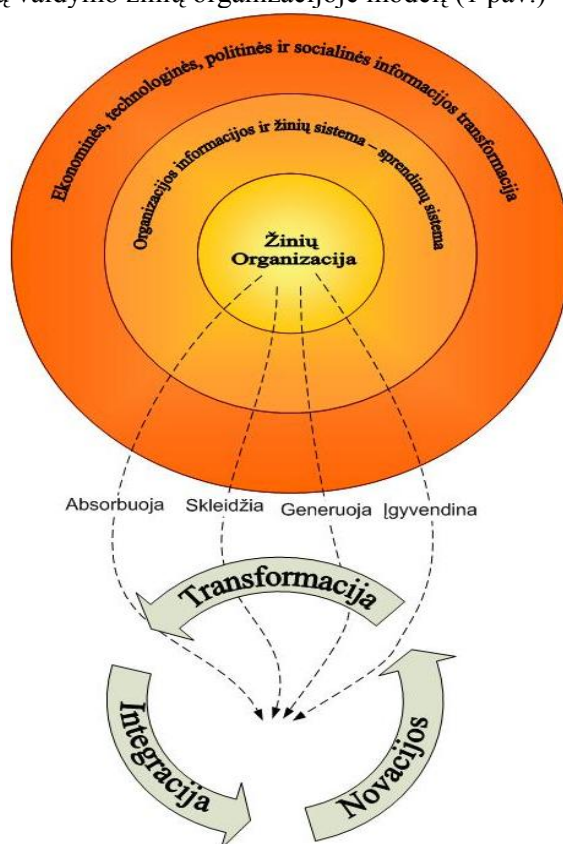 ų valdymo žinių organizacijoje modelį (1 pav.)
Ekonominės, technologinės, politinės ir socialinės informacijos transformacija
Organizacijos informacijos ir žinių sistema – sprendimų sistema
Žinių
Organizacija
Absorbuoja Skleidžia Generuoja Įgyvendina
Transformacija
Integracija
Novacijos